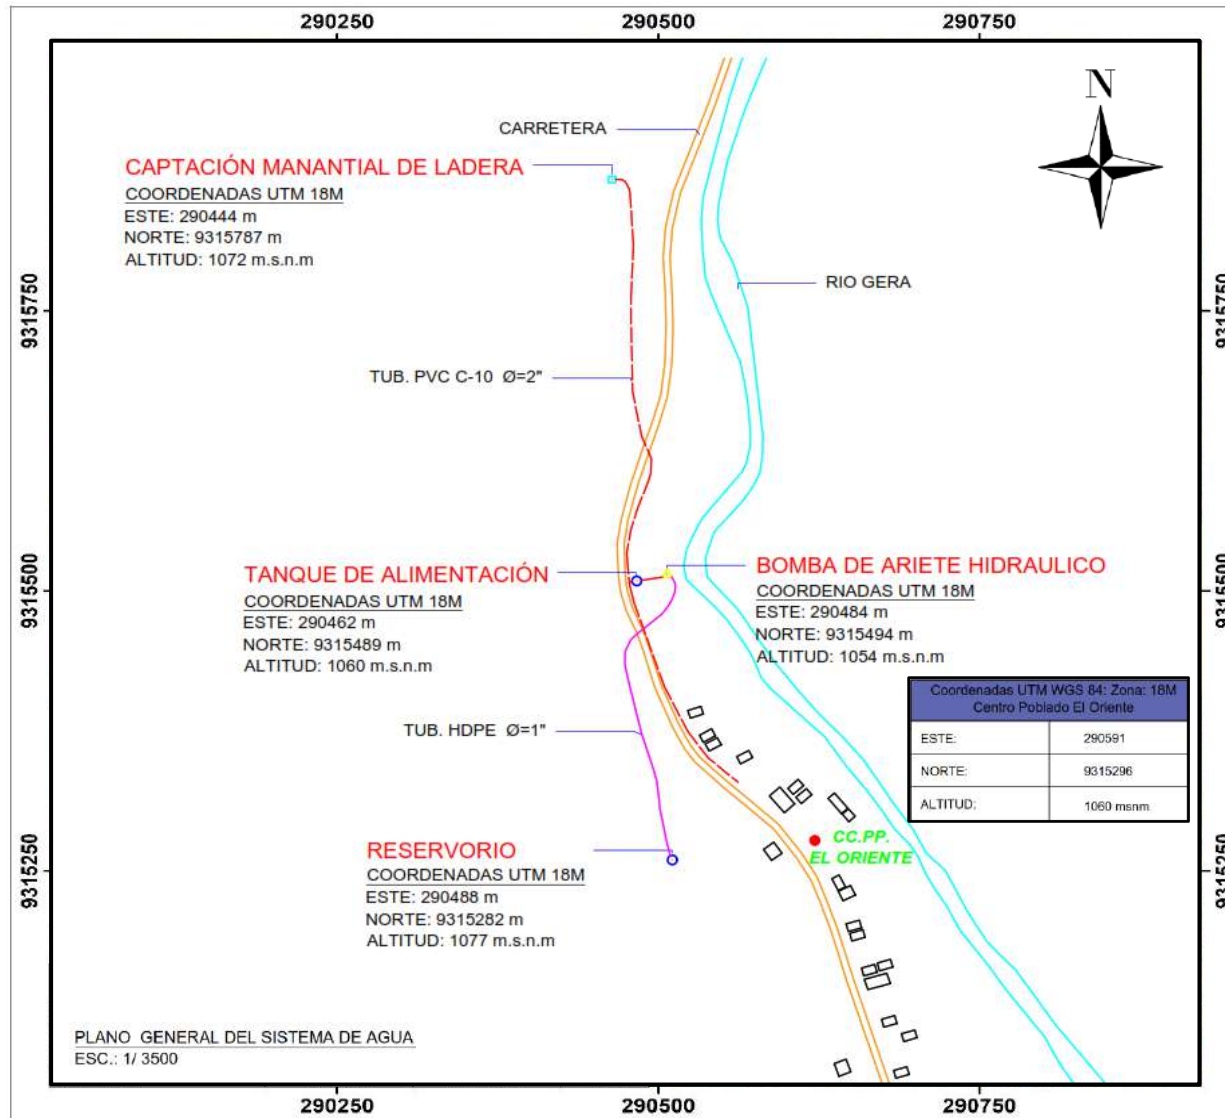 290250
290500
290750
N
CARRETERA
CAPTACIÓN MANANTIAL DE LADERA
COORDENADAS UTM 18M
ESTE: 290444 m
NORTE: 9315787 m
ALTITUD: 1072 m.s.n.m
RIO GERA
9315750
9315750
TUB. PVC C-10 Ø=2"
TANQUE DE ALIMENTACIÓN
COORDENADAS UTM 18M
ESTE: 290462 m
NORTE: 9315489 m
ALTITUD: 1060 m.s.n.m
BOMBA DE ARIETE HIDRAULICO
COORDENADAS UTM 18M
ESTE: 290484 m
NORTE: 9315494 m
ALTITUD: 1054 m.s.n.m
9315500
9315500
Coordenadas UTM WGS 84: Zona: 18M
Centro Poblado El Oriente
ESTE: 290591
NORTE: 9315296
ALTITUD: 1060 msnm
TUB. HDPE Ø=1"
CC.PP.
EL ORIENTE
RESERVORIO
COORDENADAS UTM 18M
ESTE: 290488 m
NORTE: 9315282 m
ALTITUD: 1077 m.s.n.m
9315250
9315250
PLANO GENERAL DEL SISTEMA DE AGUA
ESC.: 1/ 3500
290250
290500
290750